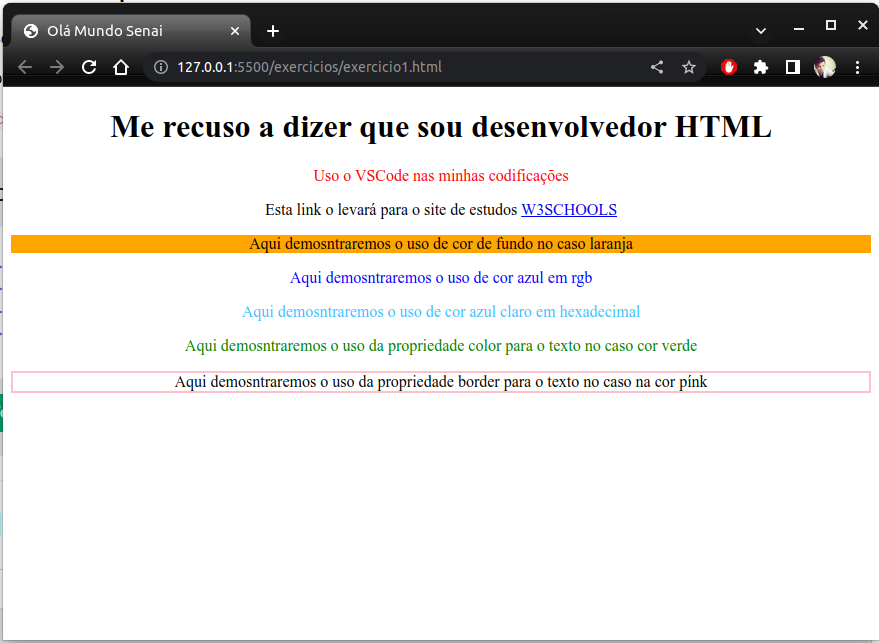 Olá Mundo Senai
127.0.0.1:5500/exercicios/exercicio1.html
Me recuso a dizer que sou desenvolvedor HTML
Uso o VSCode nas minhas codificações
Esta link o levará para o site de estudos W3SCHOOLS
Aqui demosntraremos o uso de cor de fundo no caso laranja
Aqui demosntraremos o uso de cor azul em rgb
Aqui demosntraremos o uso de cor azul claro em hexadecimal
Aqui demosntraremos o uso da propriedade color para o texto no caso cor verde
Aqui demosntraremos o uso da propriedade border para o texto no caso na cor pínk